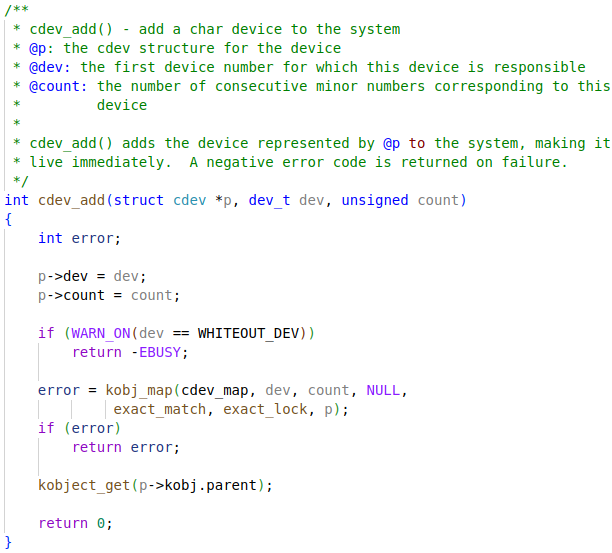 /**
 * cdev_add() - add a char device to the system
 * @p: the cdev structure for the device
 * @dev: the first device number for which this device is responsible
 * @count: the number of consecutive minor numbers corresponding to this
 *         device
 *
 * cdev_add() adds the device represented by @p to the system, making it
 * live immediately.  A negative error code is returned on failure.
 */
int cdev_add(struct cdev *p, dev_t dev, unsigned count)
{
    int error;

    p->dev = dev;
    p->count = count;

    if (WARN_ON(dev == WHITEOUT_DEV))
        return -EBUSY;

    error = kobj_map(cdev_map, dev, count, NULL,
             exact_match, exact_lock, p);
    if (error)
        return error;

    kobject_get(p->kobj.parent);

    return 0;
}